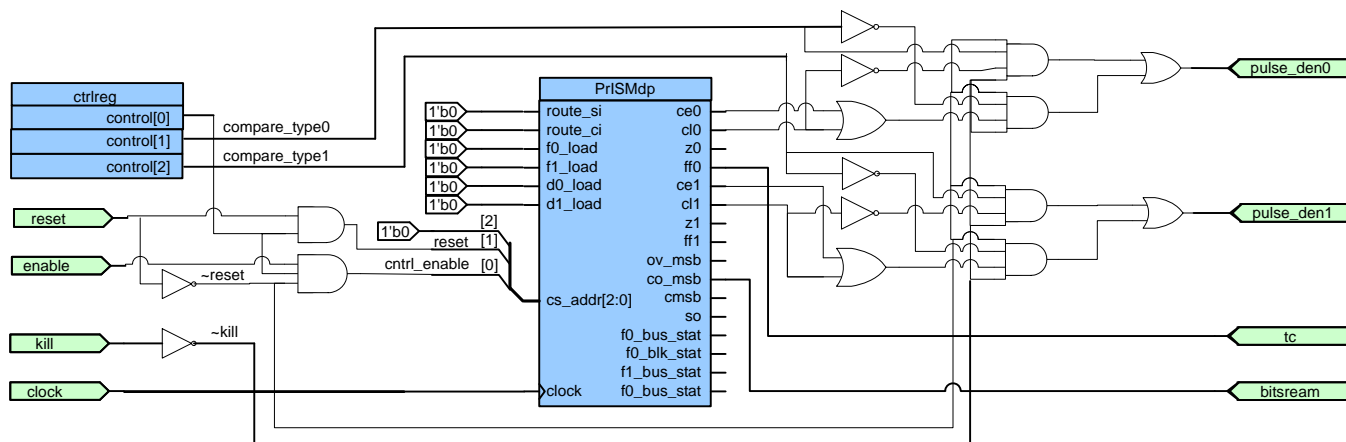 ctrlreg
control[0]
control[1]
control[2]
compare_type0
compare_type1
reset
enable
kill
clock
~reset
~kill
1'b0
1'b0
1'b0
1'b0
1'b0
1'b0
1'b0
[2]
reset [1]
cntrl_enable [0]
PrISMdp
route_si
route_ci
f0_load
f1_load
d0_load
d1_load
cs_addr[2:0]
clock
ce0
cl0
z0
ff0
ce1
cl1
z1
ff1
ov_msb
co_msb
cmsb
so
f0_bus_stat
f0_blk_stat
f1_bus_stat
f0_bus_stat
pulse_den0
pulse_den1
tc
bitsream